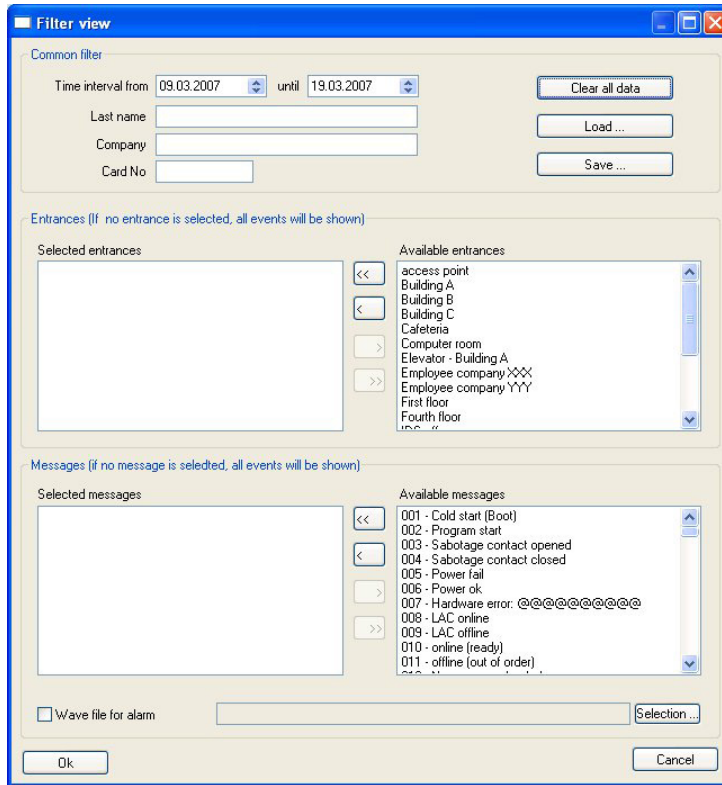 Filter view
Common filter
Time interval from 09.03.2007 until 19.03.2007
Clear all data
Last name
Load ...
Company
Card No
Save ...
Entrances (If no entrance is selected, all events will be shown)
Selected entrances
Available entrances
<<
<
>
>>
access point
Building A
Building B
Building C
Cafeteria
Computer room
Elevator - Building A
Employee company XXX
Employee company YYY
First floor
Fourth floor
Messages (if no message is seledted, all events will be shown)
Selected messages
Available messages
<<
<
>
>>
001 - Cold start (Boot)
002 - Program start
003 - Sabotage contact opened
004 - Sabotage contact closed
005 - Power fail
006 - Power ok
007 - Hardware error: @@@@@@@@@@
008 - LAC online
009 - LAC offline
010 - online (ready)
011 - offline (out of order)
Wave file for alarm
Selection ...
Ok
Cancel